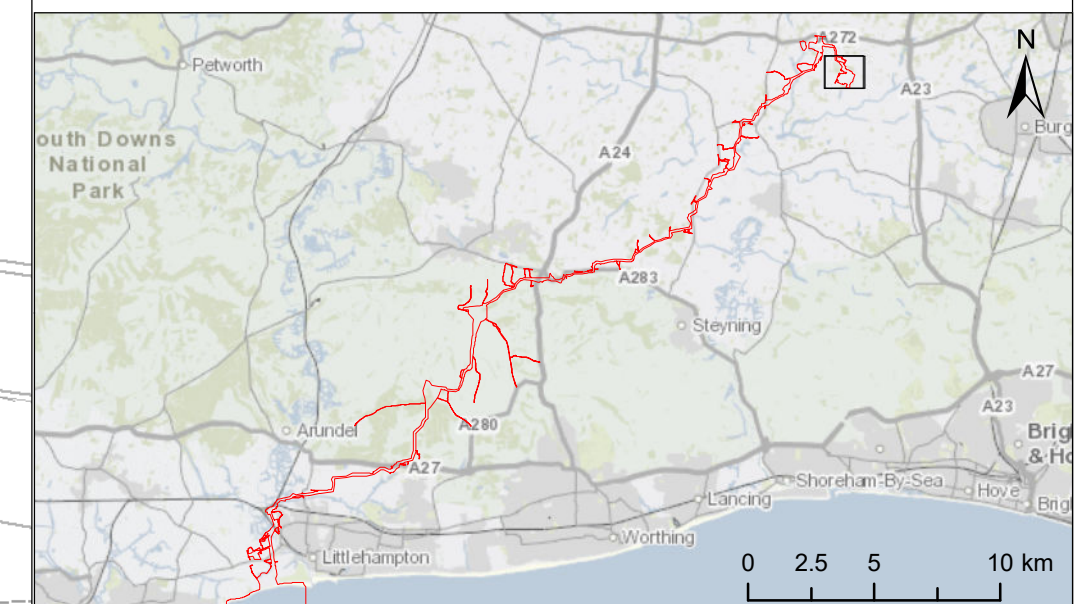 A272
N
Petworth
A23
Burg
outh Downs
National
Park
A24
A283
Steyning
A27
A23
Arundel
A280
Brig
& Ho
A27
Shoreham-By-Sea
Hove
Lancing
Brig
Worthing
Littlehampton
0 2.5 5 10 km